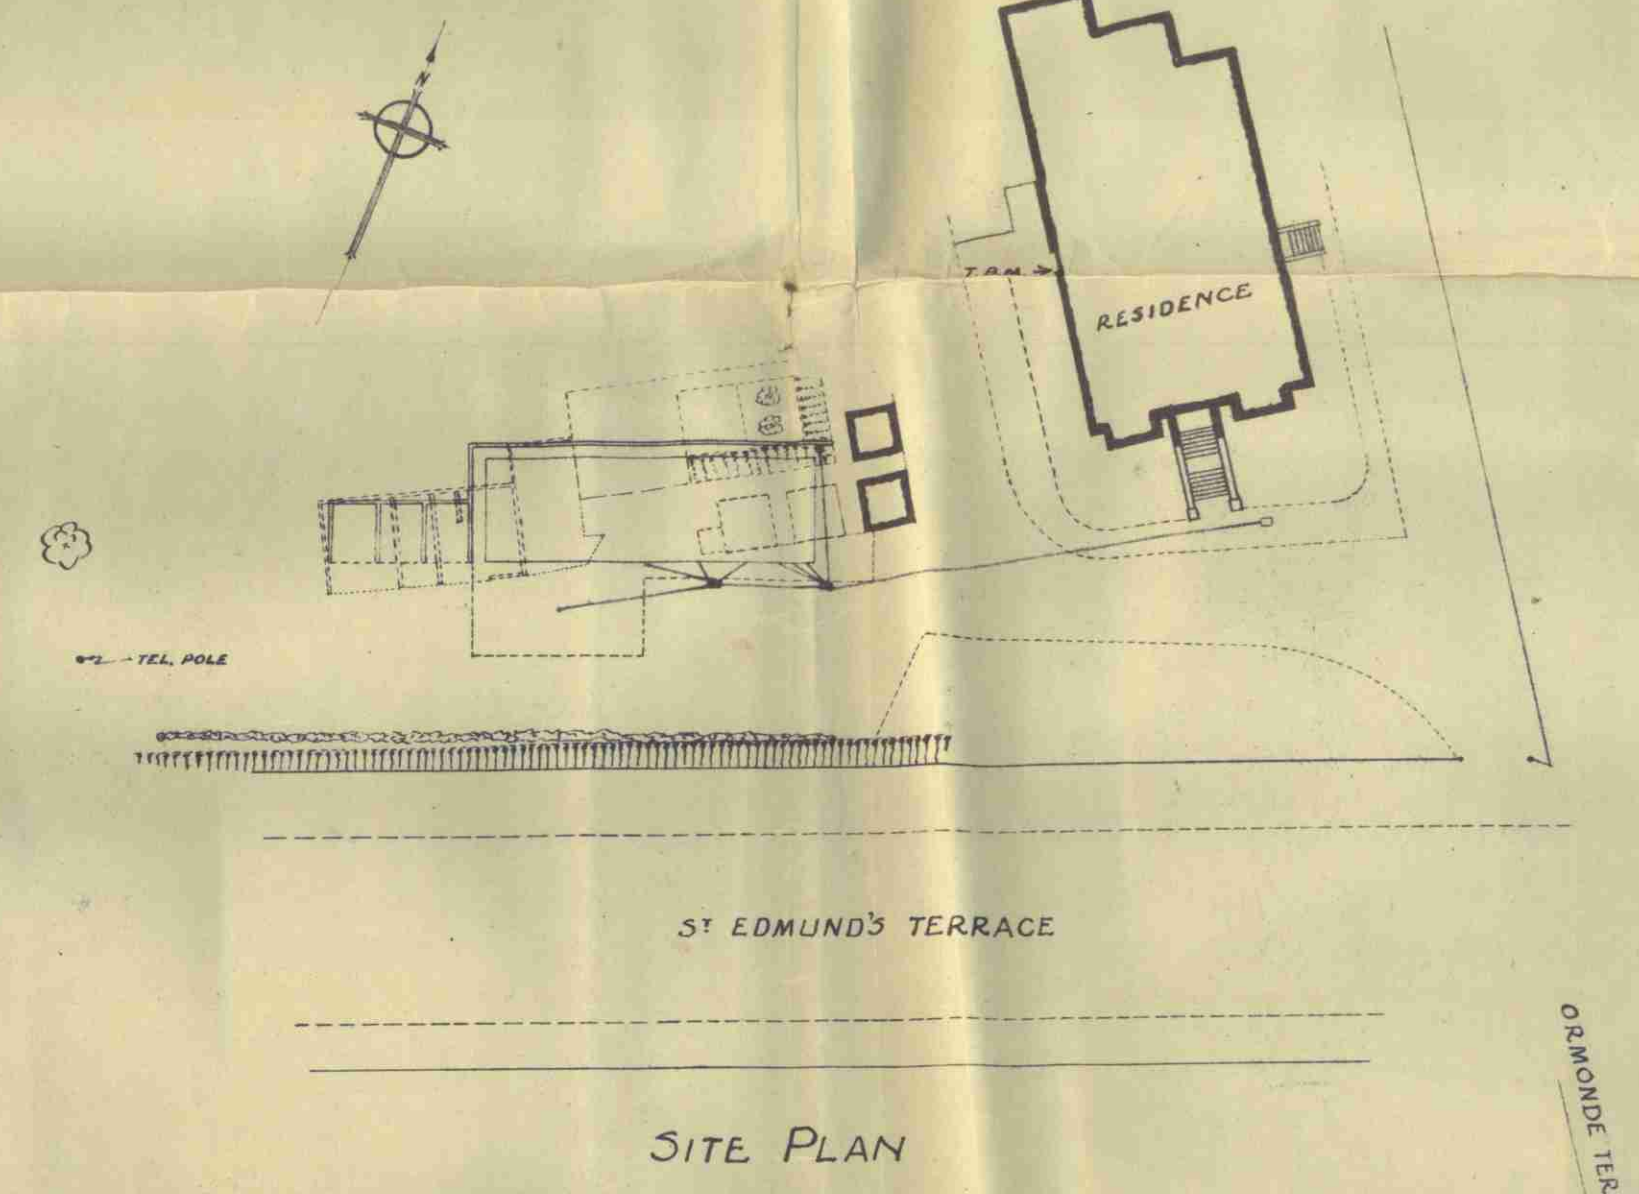 N
T.B.M.
RESIDENCE
TEL. POLE
ST EDMUND'S TERRACE
ORMONDE TER
SITE PLAN